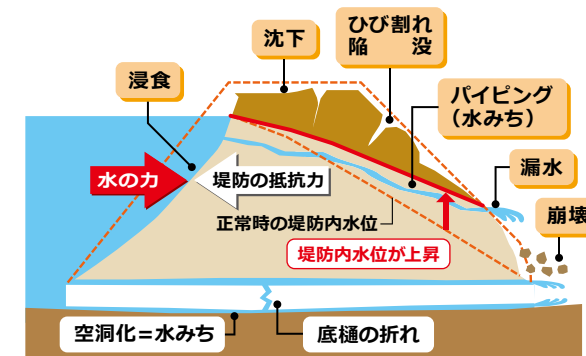 沈下
ひび割れ
陥 没
浸食
パイピング
(水みち)
漏水
水の力
堤防の抵抗力
崩壊
正常時の堤防内水位
堤防内水位が上昇
空洞化=水みち
底樋の折れ